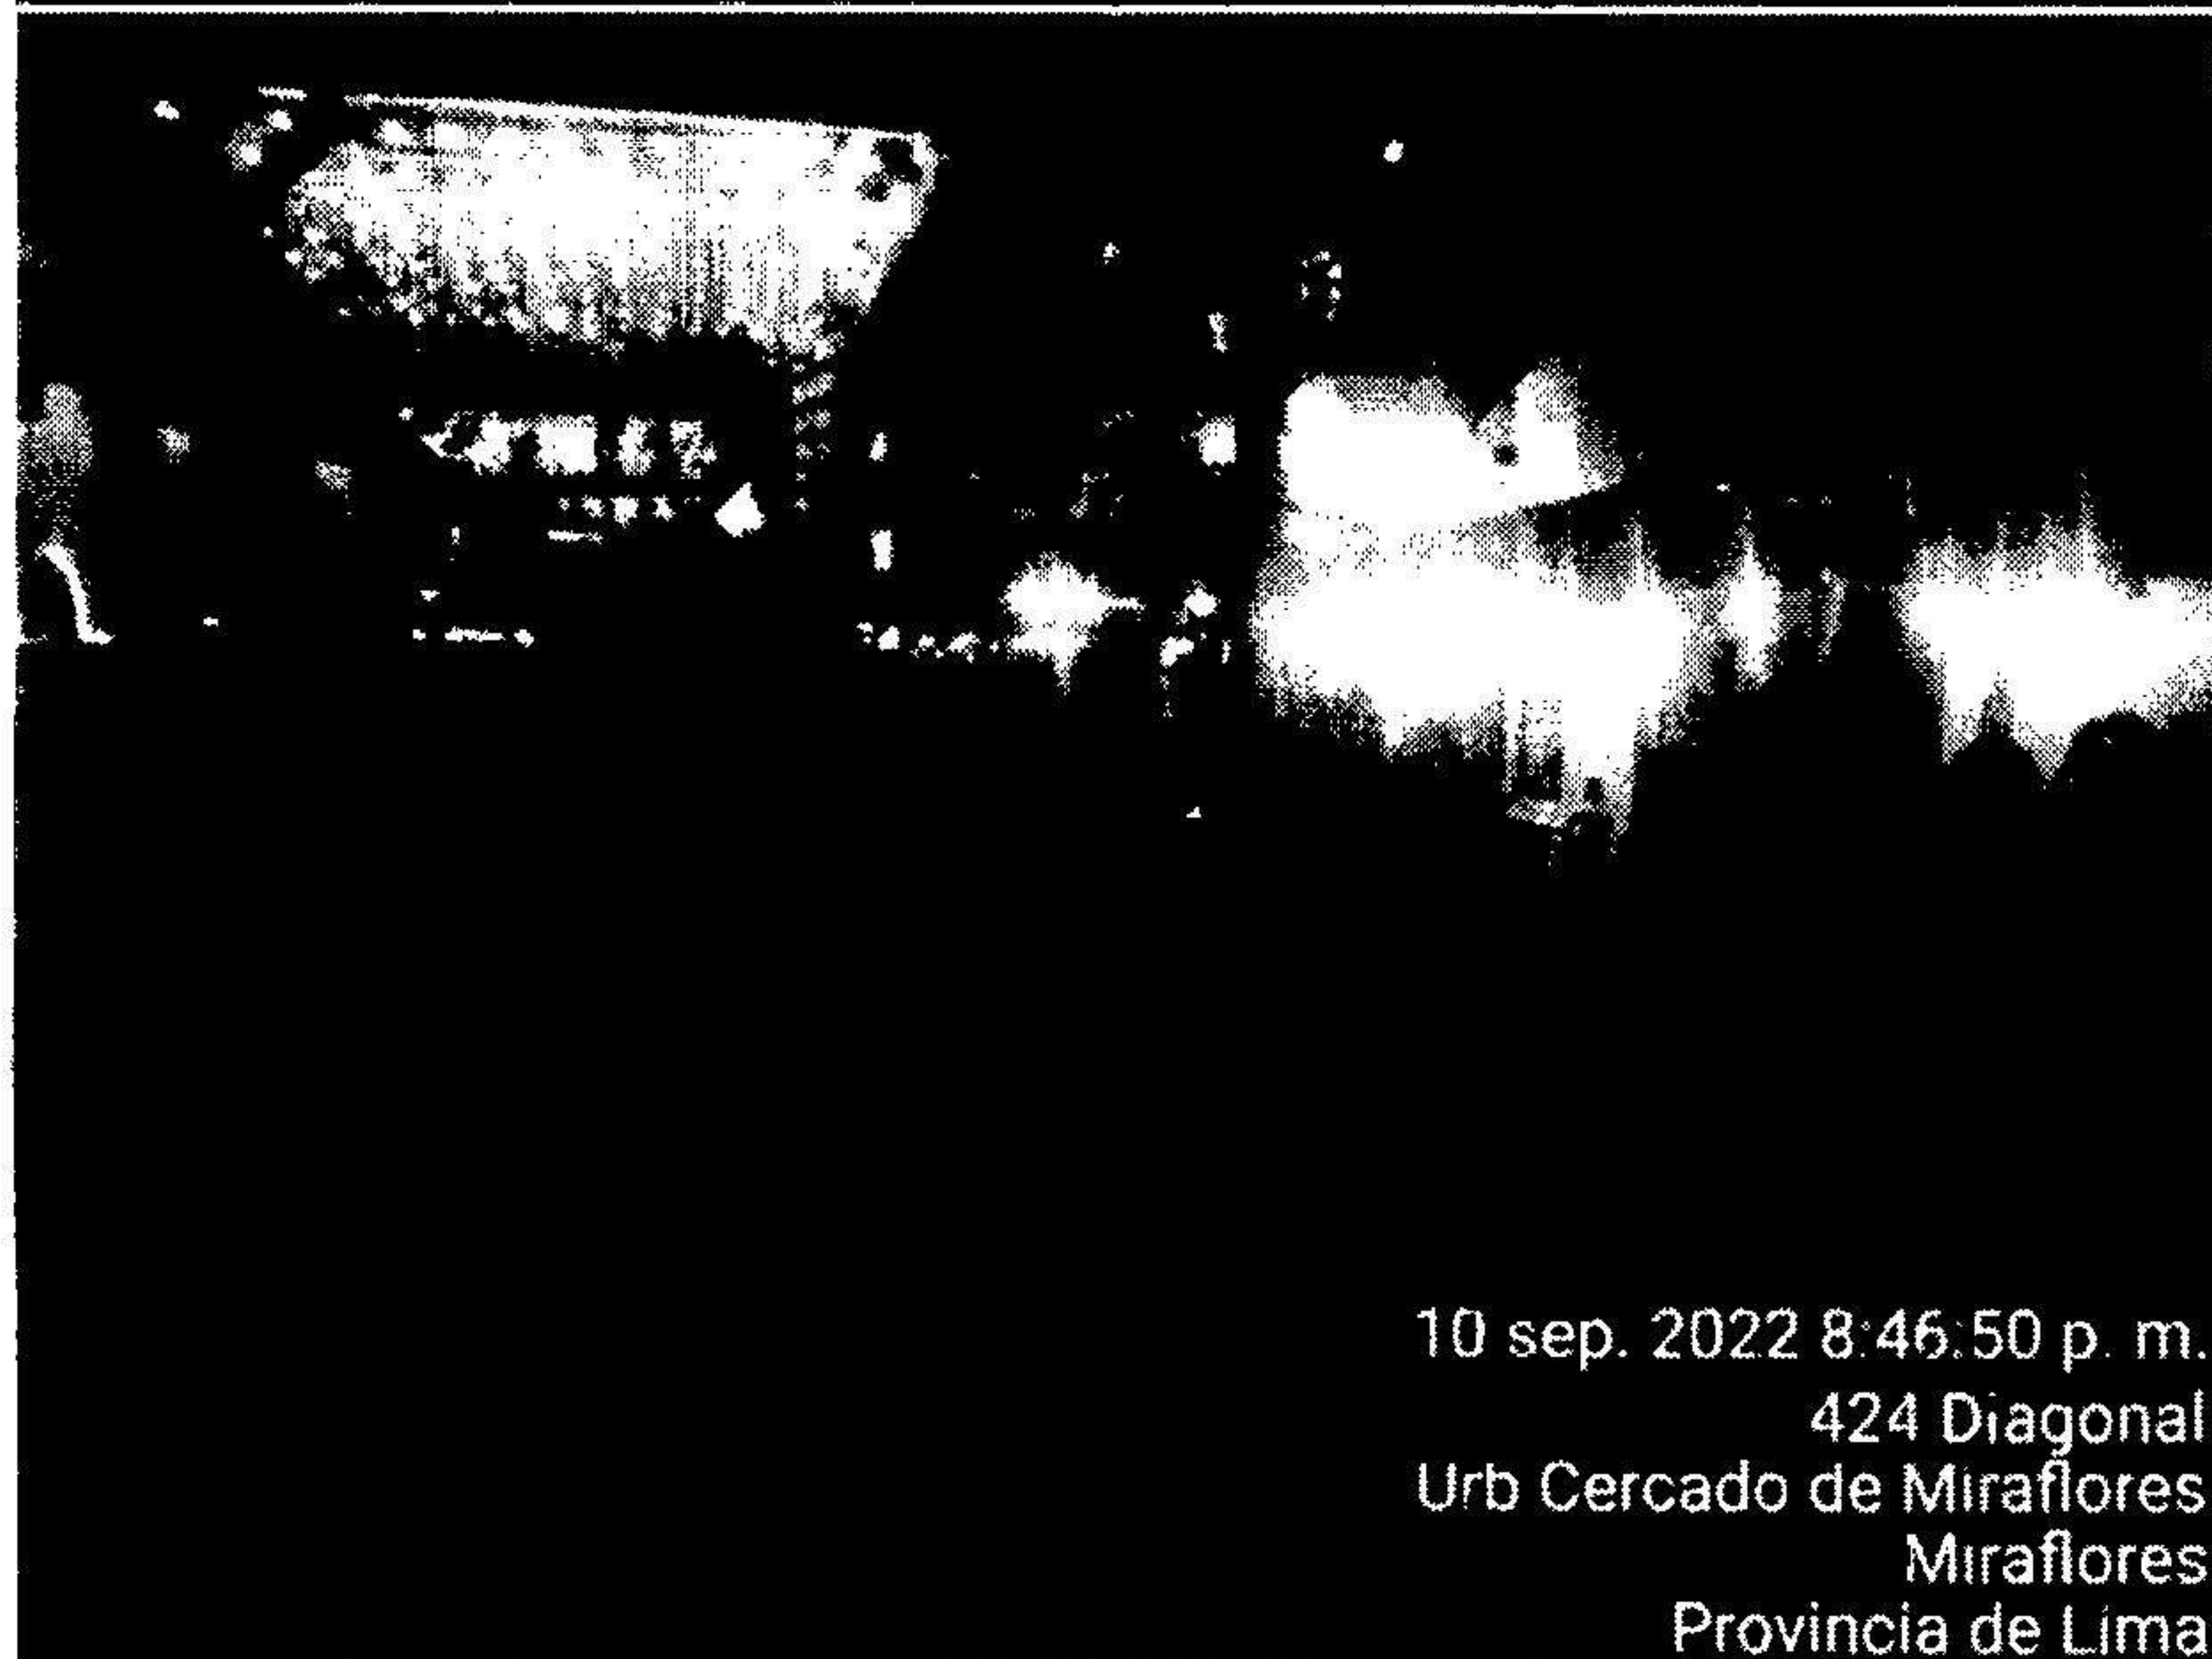 10 sep. 2022 8:46:50 p. m.
424 Diagonal
Urb Cercado de Miraflores
Miraflores
Provincia de Lima